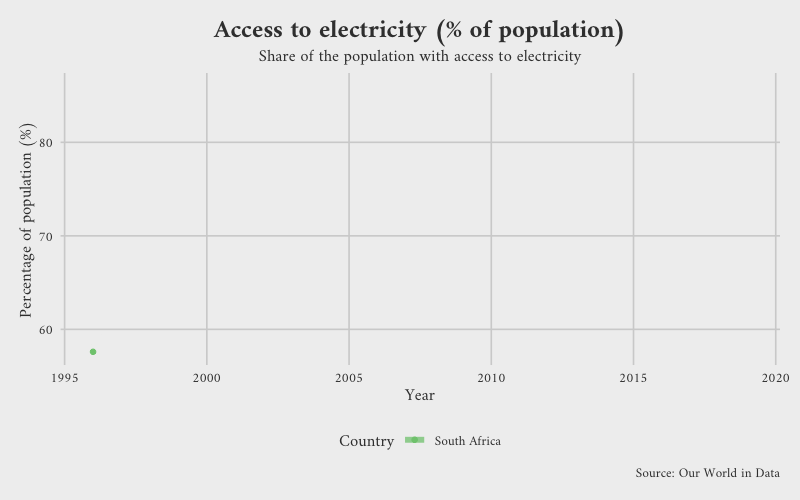 Access to electricity (% of population)
Share of the population with access to electricity
Percentage of population (%)
80
70
60
1995 2000 2005 2010 2015 2020
Year
Country South Africa
Source: Our World in Data